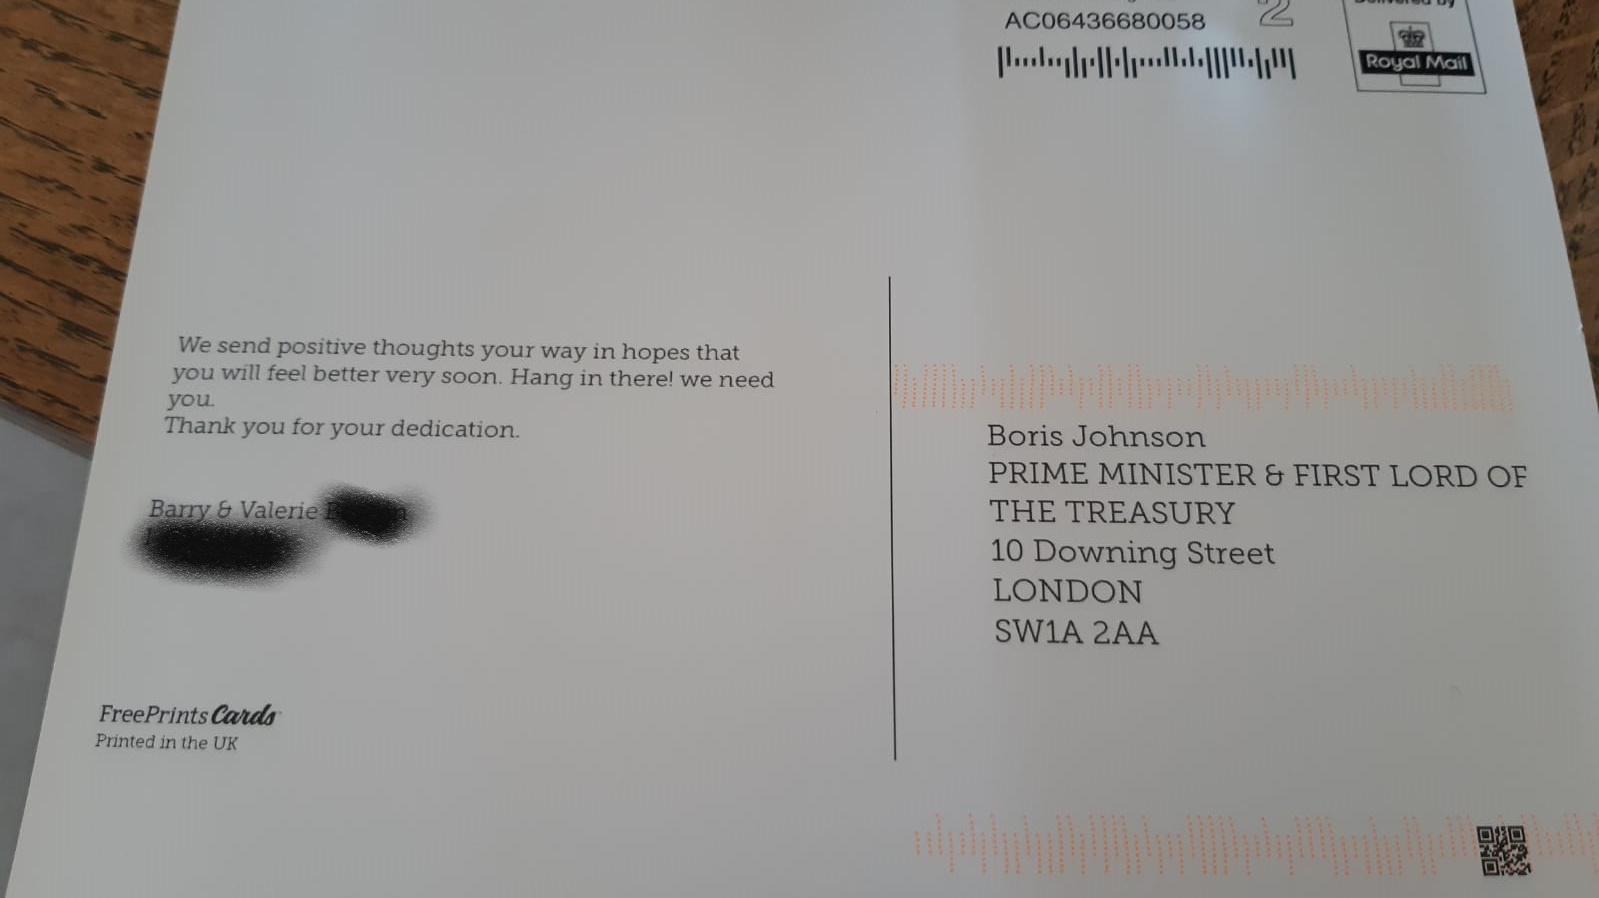 AC06436680058
2
Delivered by
Royal Mail
We send positive thoughts your way in hopes that
you will feel better very soon. Hang in there! we need
you.
Thank you for your dedication.
Barry & Valerie
FreePrints Cards
Printed in the UK
Boris Johnson
PRIME MINISTER & FIRST LORD OF
THE TREASURY
10 Downing Street
LONDON
SW1A 2AA